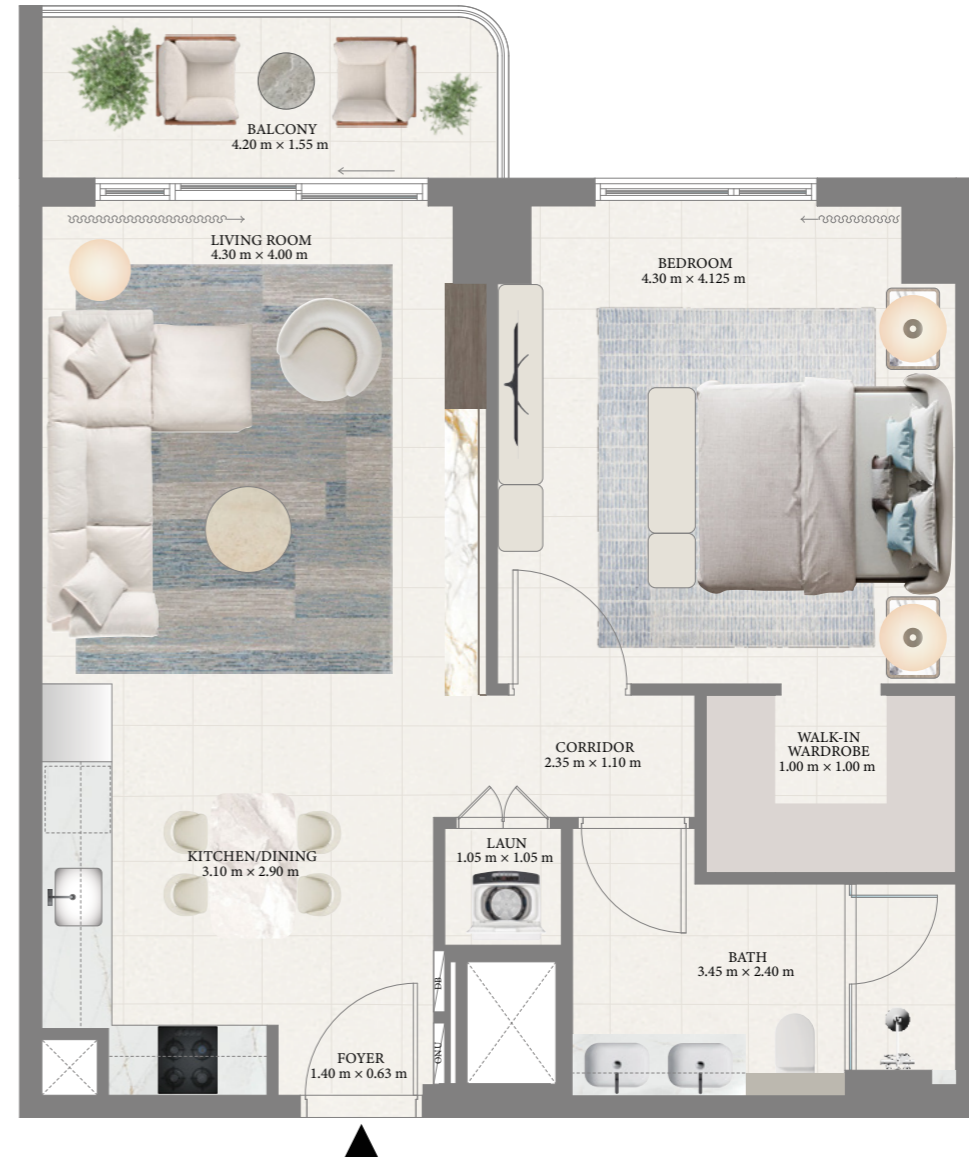 BALCONY
4.20 m × 1.55 m
LIVING ROOM
4.30 m × 4.00 m
BEDROOM
4.30 m × 4.125 m
CORRIDOR
2.35 m × 1.10 m
WALK-IN
WARDROBE
1.00 m × 1.00 m
LAUN
1.05 m × 1.05 m
KITCHEN/DINING
3.10 m × 2.90 m
BATH
3.45 m × 2.40 m
DB
FOYER
1.40 m × 0.63 m